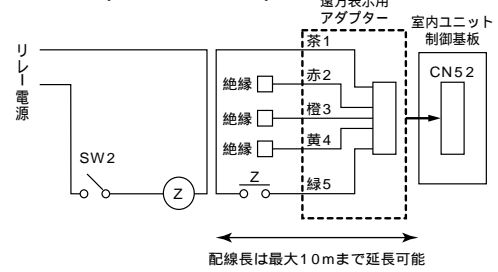 遠方表示用
アダプター
室内ユニット
制御基板
リレー電源
茶1
赤2
橙3
黄4
緑5
絶縁
絶縁
絶縁
CN52
SW2
Z
Z
配線長は最大10mまで延長可能